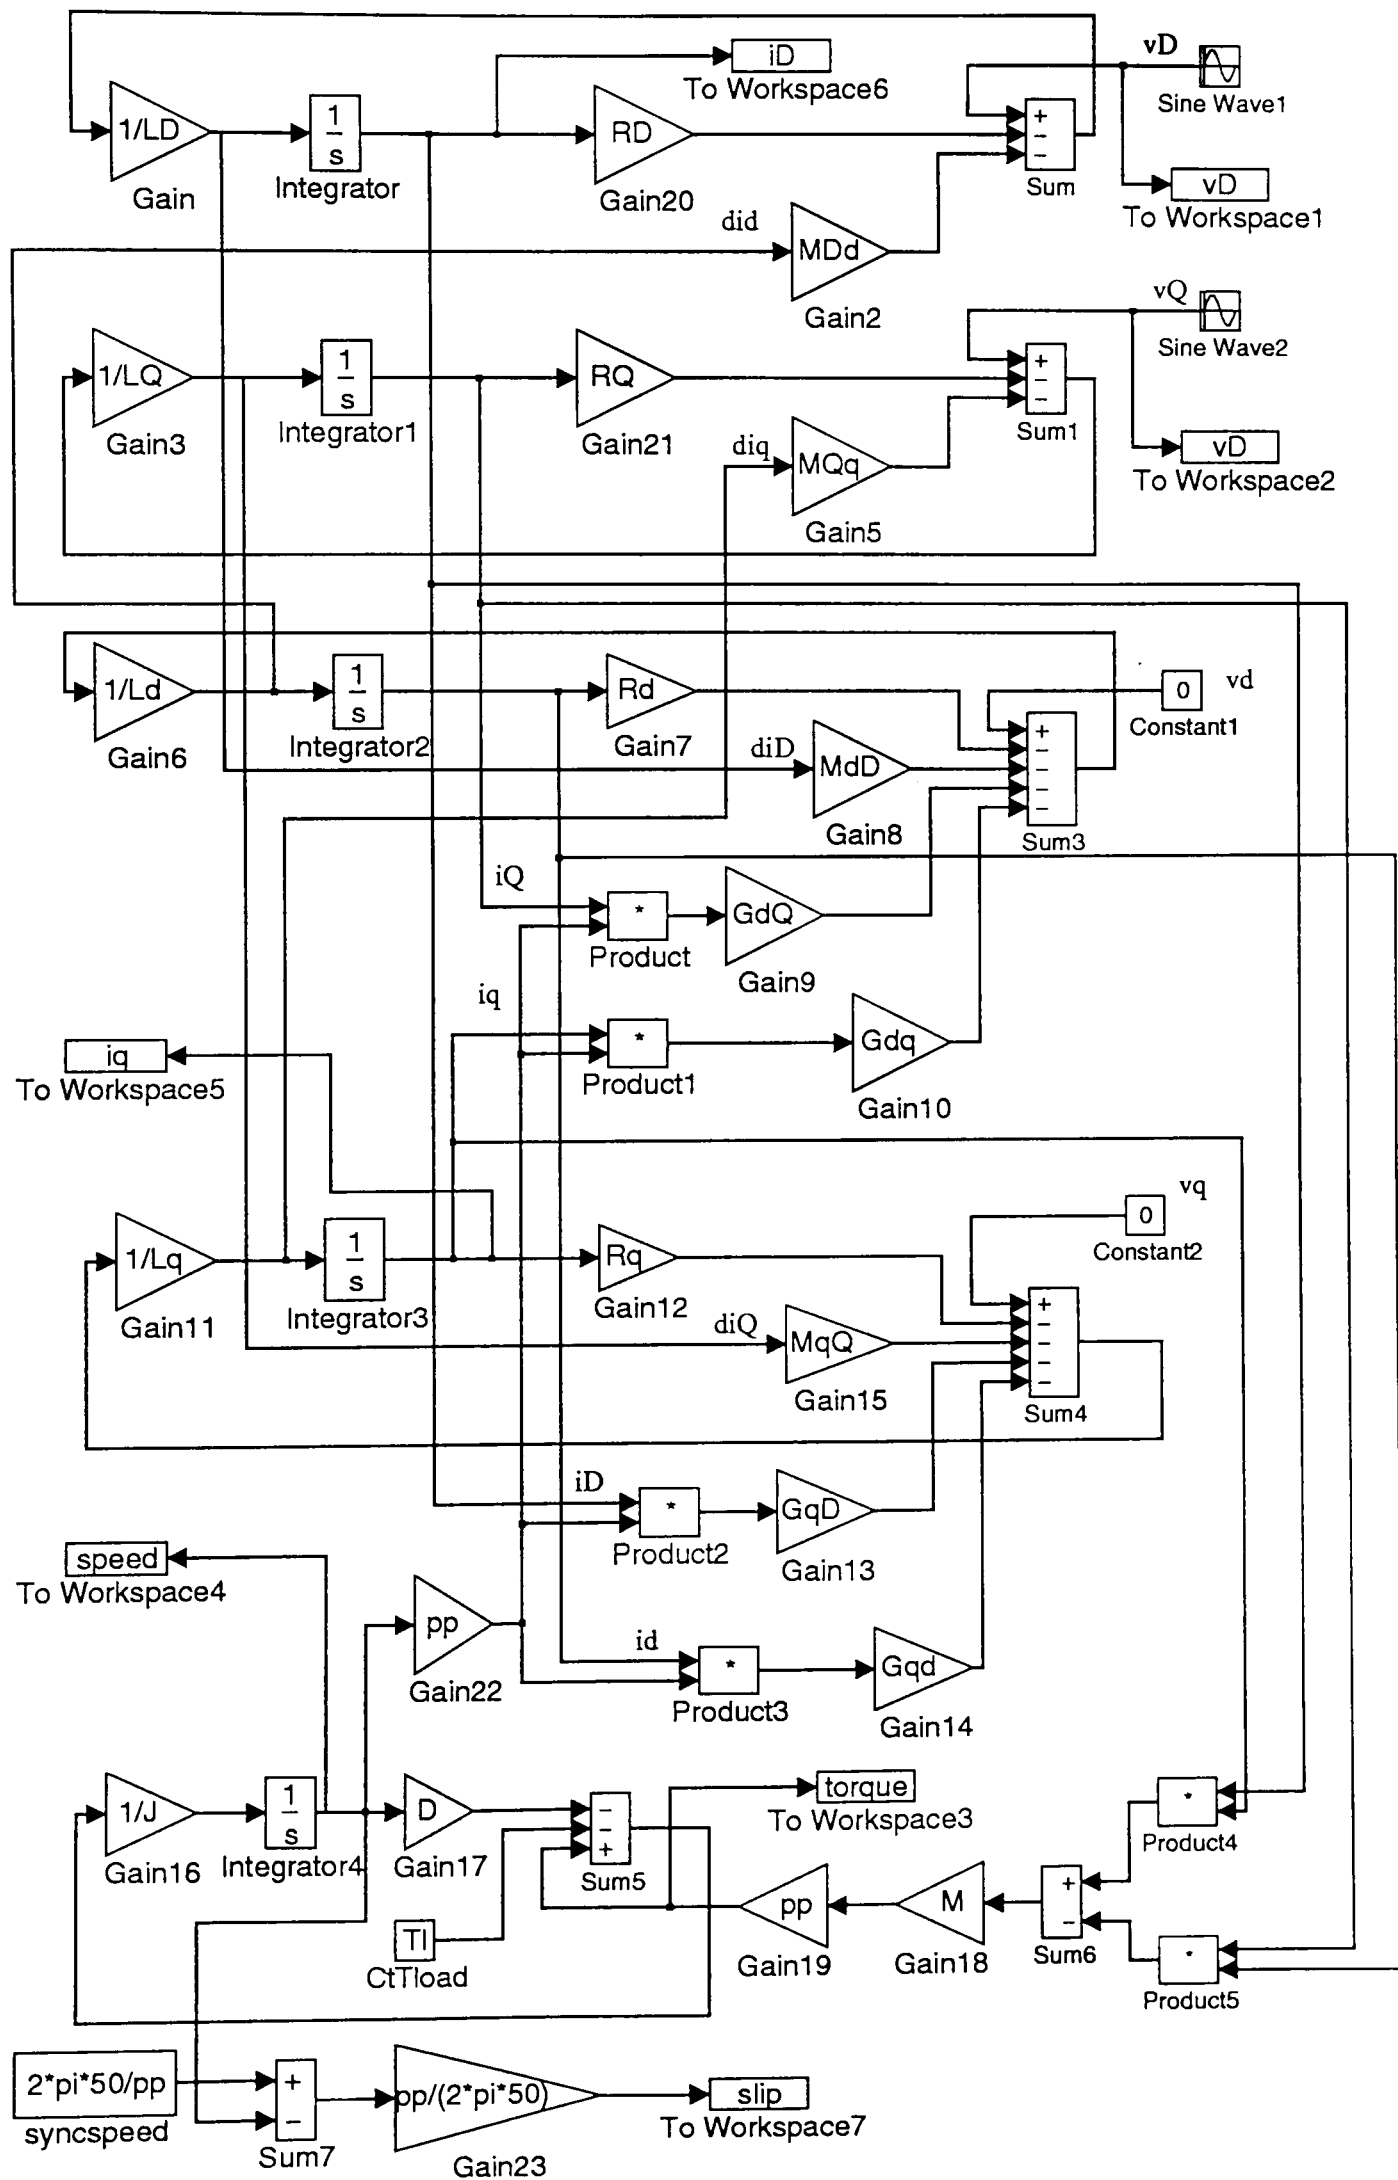 vD
iD
To Workspace6
Sine Wave1
1/LD
Gain
1
s
Integrator
RD
Gain20
+
−
−
Sum
vD
To Workspace1
did
MDd
Gain2
vQ
Sine Wave2
1/LQ
Gain3
1
s
Integrator1
RQ
Gain21
+
−
−
Sum1
diq
MQq
Gain5
vD
To Workspace2
1/Ld
Gain6
1
s
Integrator2
Rd
Gain7
0
vd
Constant1
diD
MdD
Gain8
+
−
−
−
−
Sum3
iQ
*
Product
GdQ
Gain9
iq
*
Product1
Gdq
Gain10
iq
To Workspace5
vq
0
Constant2
1/Lq
Gain11
1
s
Integrator3
Rq
Gain12
diQ
MqQ
Gain15
+
−
−
−
−
Sum4
iD
*
Product2
GqD
Gain13
speed
To Workspace4
pp
Gain22
id
*
Product3
Gqd
Gain14
1/J
Gain16
1
s
Integrator4
D
Gain17
−
−
+
Sum5
torque
To Workspace3
*
Product4
Tl
CtTload
pp
Gain19
M
Gain18
+
−
Sum6
*
Product5
2*pi*50/pp
syncspeed
+
−
Sum7
pp/(2*pi*50)
Gain23
slip
To Workspace7